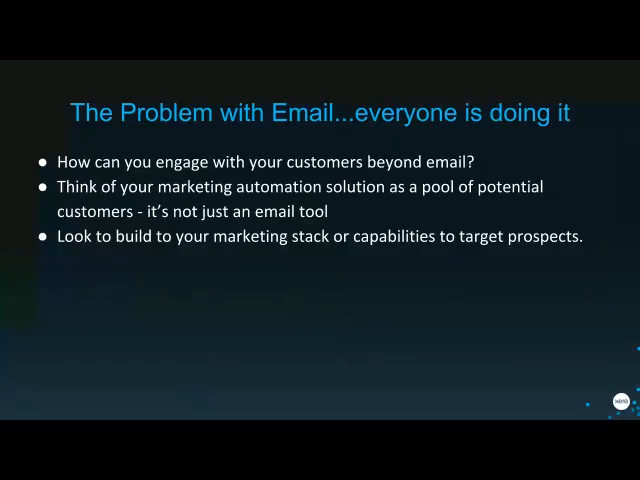 The Problem with Email...everyone is doing it
● How can you engage with your customers beyond email?
● Think of your marketing automation solution as a pool of potential
customers - it’s not just an email tool
● Look to build to your marketing stack or capabilities to target prospects.
xero